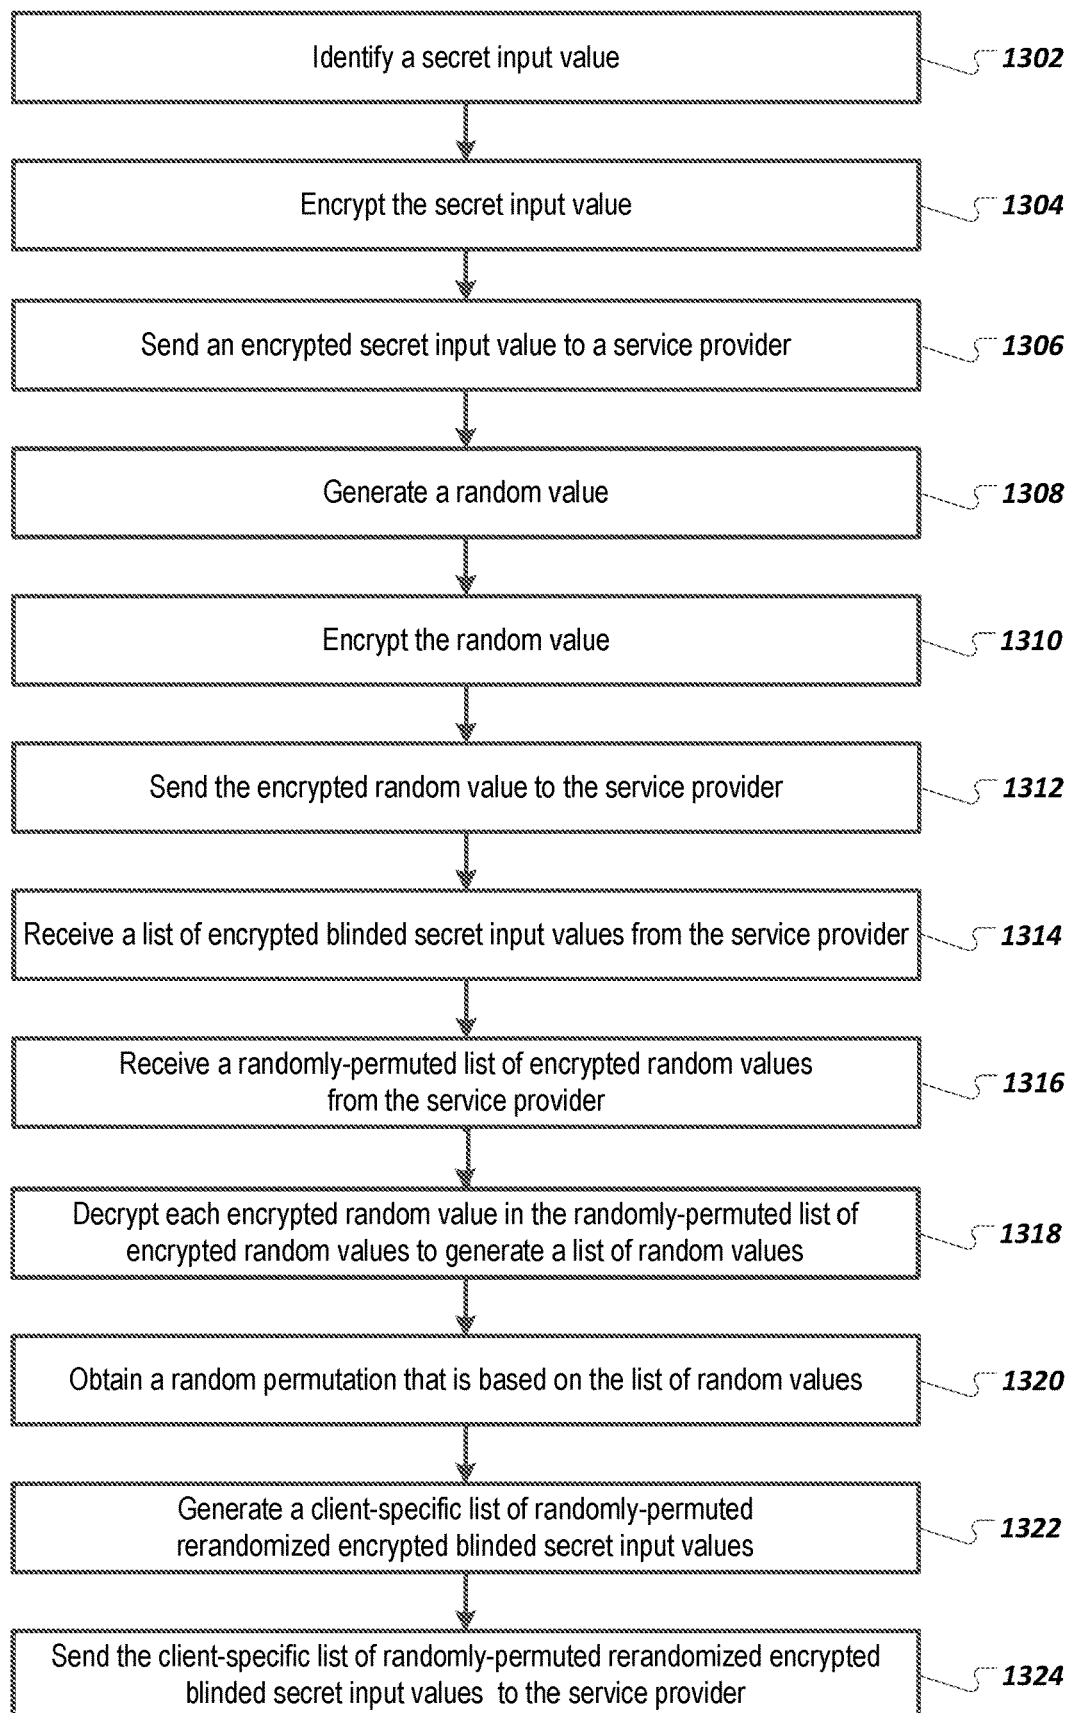 Identify a secret input value
1302
Encrypt the secret input value
1304
Send an encrypted secret input value to a service provider
1306
Generate a random value
1308
Encrypt the random value
1310
Send the encrypted random value to the service provider
1312
Receive a list of encrypted blinded secret input values from the service provider
1314
Receive a randomly-permuted list of encrypted random values
from the service provider
1316
Decrypt each encrypted random value in the randomly-permuted list of
encrypted random values to generate a list of random values
1318
Obtain a random permutation that is based on the list of random values
1320
Generate a client-specific list of randomly-permuted
rerandomized encrypted blinded secret input values
1322
Send the client-specific list of randomly-permuted rerandomized encrypted
blinded secret input values to the service provider
1324